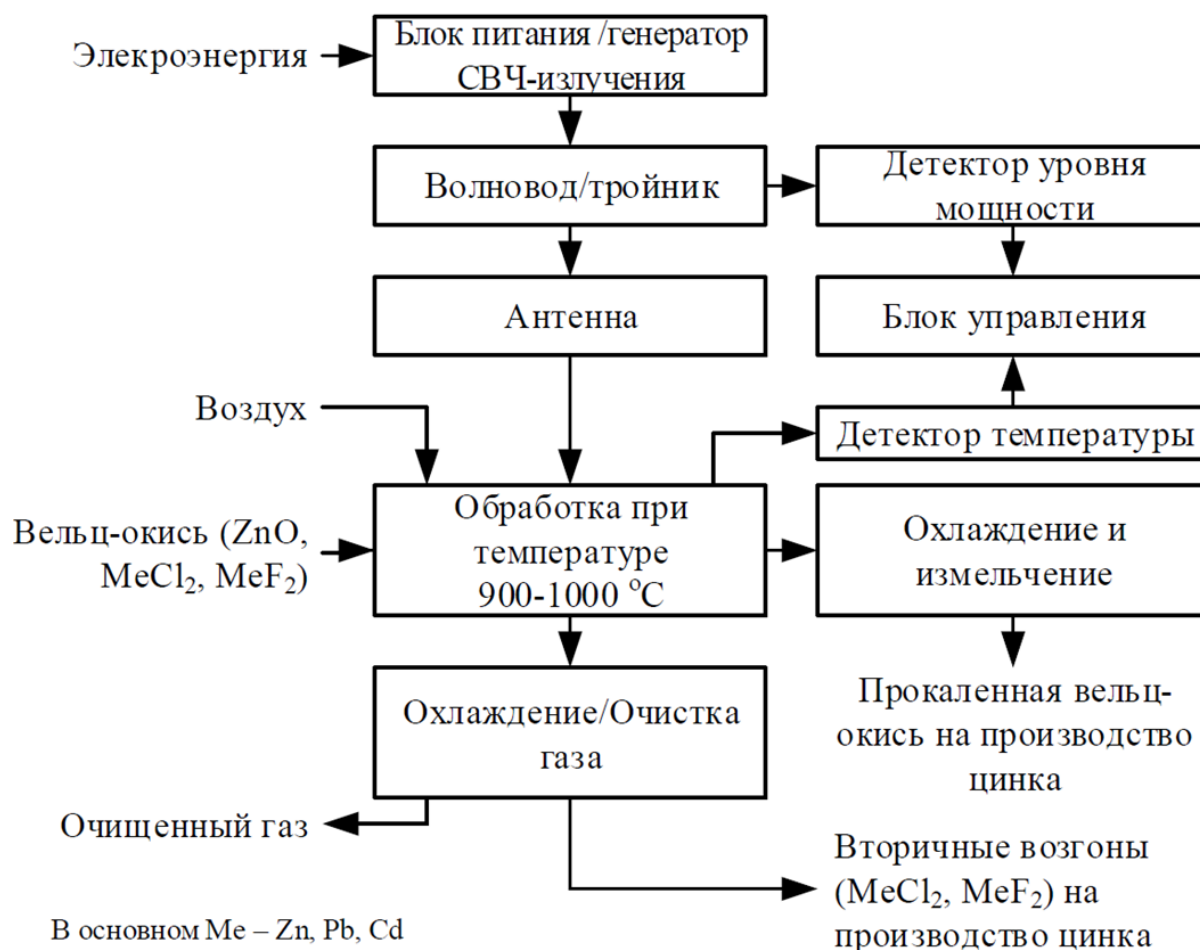 Элекроэнергия
Блок питания /генератор
СВЧ-излучения
Волновод/тройник
Детектор уровня
мощности
Антенна
Блок управления
Воздух
Детектор температуры
Вельц-окись (ZnO,
MeCl₂, MeF₂)
Обработка при
температуре
900-1000 °C
Охлаждение и
измельчение
Охлаждение/Очистка
газа
Прокаленная вельц-
окись на производство
цинка
Очищенный газ
Вторичные возгоны
(MeCl₂, MeF₂) на
производство цинка
В основном Me – Zn, Pb, Cd